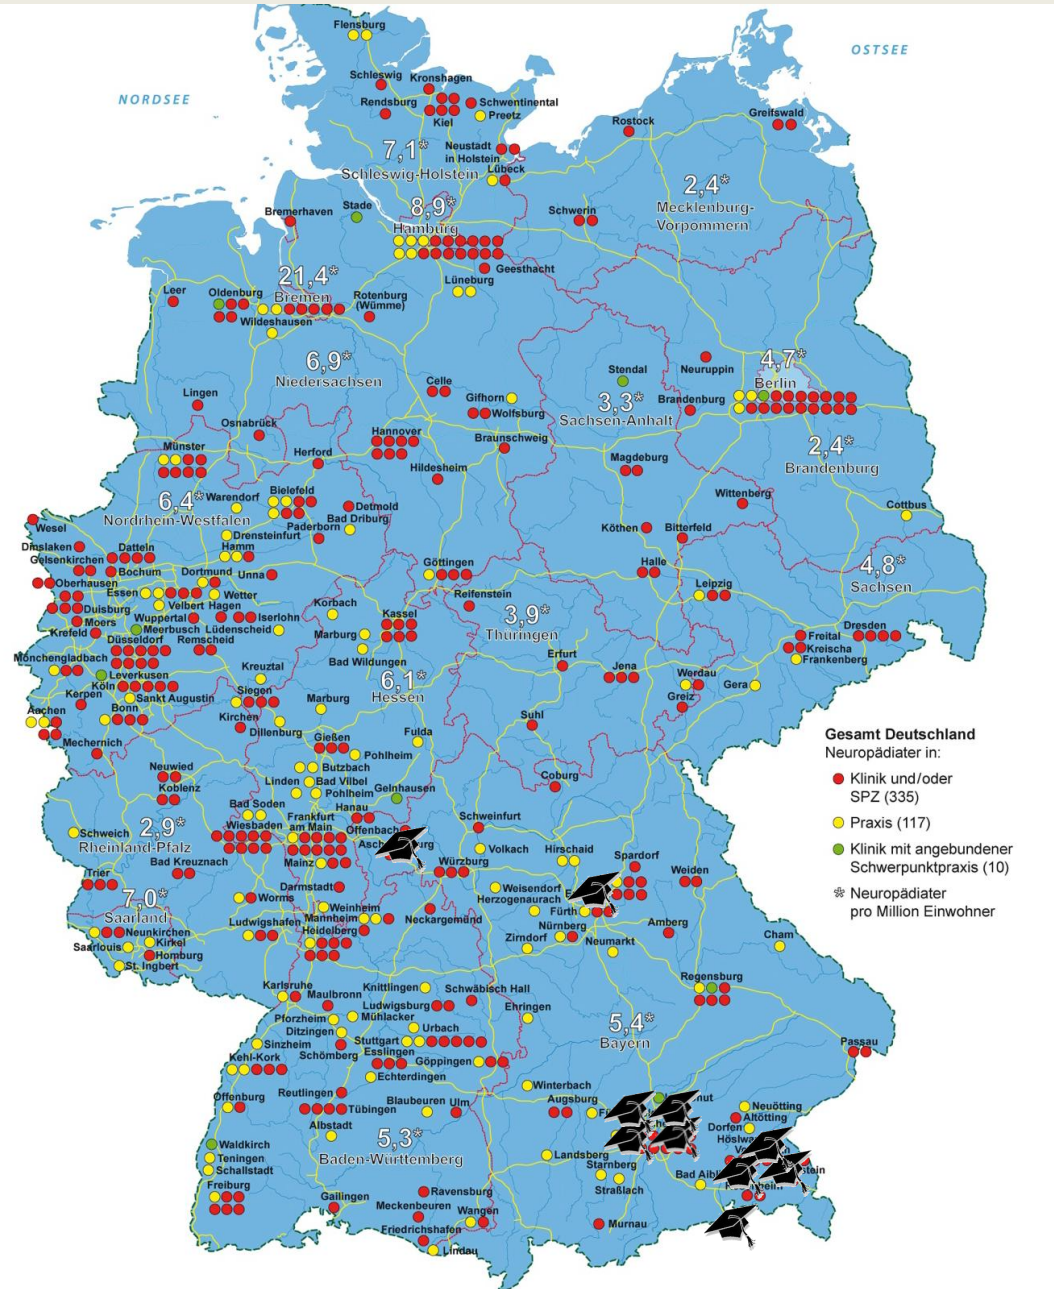 Flensburg
OSTSEE
NORDSEE
Schleswig
Kronshagen
Rendsburg
Schwentinental
Kiel
Preetz
Greifswald
Rostock
7,1*
Schleswig-Holstein
Neustadt
in Holstein
Lübeck
2,4*
Mecklenburg-
Vorpommern
Bremerhaven
Stade
8,9*
Hamburg
Schwerin
Geesthacht
Lüneburg
21,4*
Bremen
Leer
Oldenburg
Rotenburg
(Wümme)
Wildeshausen
6,9*
Niedersachsen
Neuruppin
4,7*
Berlin
Stendal
Brandenburg
3,3*
Sachsen-Anhalt
Lingen
Celle
Gifhorn
Wolfsburg
Osnabrück
Hannover
Braunschweig
2,4*
Brandenburg
Münster
Herford
Hildesheim
Magdeburg
6,4*
Nordrhein-Westfalen
Warendorf
Bielefeld
Detmold
Bad Driburg
Paderborn
Wittenberg
Cottbus
Wesel
Drensteinfurt
Köthen
Bitterfeld
Dinslaken
Datteln
Hamm
Gelsenkirchen
Bochum
Dortmund
Unna
Göttingen
Halle
4,8*
Sachsen
Oberhausen
Essen
Wetter
Leipzig
Reifenstein
Duisburg
Velbert
Hagen
Korbach
Kassel
3,9*
Thüringen
Moers
Wuppertal
Iserlohn
Krefeld
Meerbusch
Lüdenscheid
Marburg
Dresden
Freital
Kreischa
Frankenberg
Düsseldorf
Remscheid
Mönchengladbach
Bad Wildungen
Erfurt
Jena
Leverkusen
Kreuztal
6,1*
Hessen
Werdau
Gera
Köln
Kerpen
Sankt Augustin
Siegen
Marburg
Greiz
Aachen
Bonn
Kirchen
Dillenburg
Suhl
Fulda
Gießen
Mechernich
Pohlheim
Gesamt Deutschland
Neuropädiater in:
Klinik und/oder
SPZ (335)
Praxis (117)
Klinik mit angebundener
Schwerpunktpraxis (10)
* Neuropädiater
pro Million Einwohner
Neuwied
Butzbach
Linden
Bad Vilbel
Pohlheim
Koblenz
Gelnhausen
Coburg
Bad Soden
Hanau
Schweich
2,9*
Rheinland-Pfalz
Wiesbaden
Frankfurt
am Main
Offenbach
Schweinfurt
Volkach
Hirschaid
Bad Kreuznach
Mainz
Würzburg
Spardorf
Weiden
Trier
7,0*
Saarland
Darmstadt
Weisendorf
Herzogenaurach
Worms
Weinheim
Mannheim
Neckargemünd
Fürth
Amberg
Ludwigshafen
Heidelberg
Nürnberg
Cham
Neunkirchen
Saarlouis
Kirkel
Homburg
St. Ingbert
Zirndorf
Neumarkt
Regensburg
Karlsruhe
Maulbronn
Knittlingen
Schwäbisch Hall
Ludwigsburg
Ehringen
Pforzheim
Mühlacker
5,4*
Bayern
Ditzingen
Urbach
Sinzheim
Stuttgart
Schömberg
Esslingen
Göppingen
Passau
Kehl-Kork
Echterdingen
Winterbach
Augsburg
Reutlingen
Offenburg
Tübingen
Blaubeuren
Ulm
Neuötting
Altötting
Dorfen
Albstadt
5,3*
Baden-Württemberg
Waldkirch
Teningen
Schallstadt
Landsberg
Starnberg
Straßlach
Freiburg
Gailingen
Ravensburg
Meckenbeuren
Wangen
Friedrichshafen
Murnau
Lindau